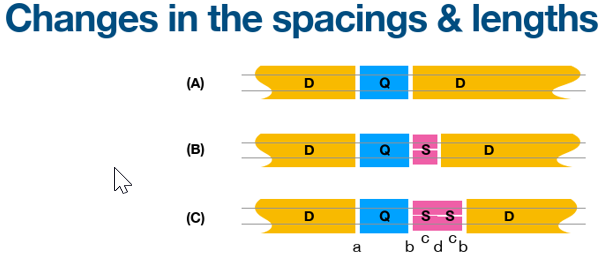 Changes in the spacings & lengths
(A) D Q D
(B) D Q S D
(C) D Q S S D
a b c d c b